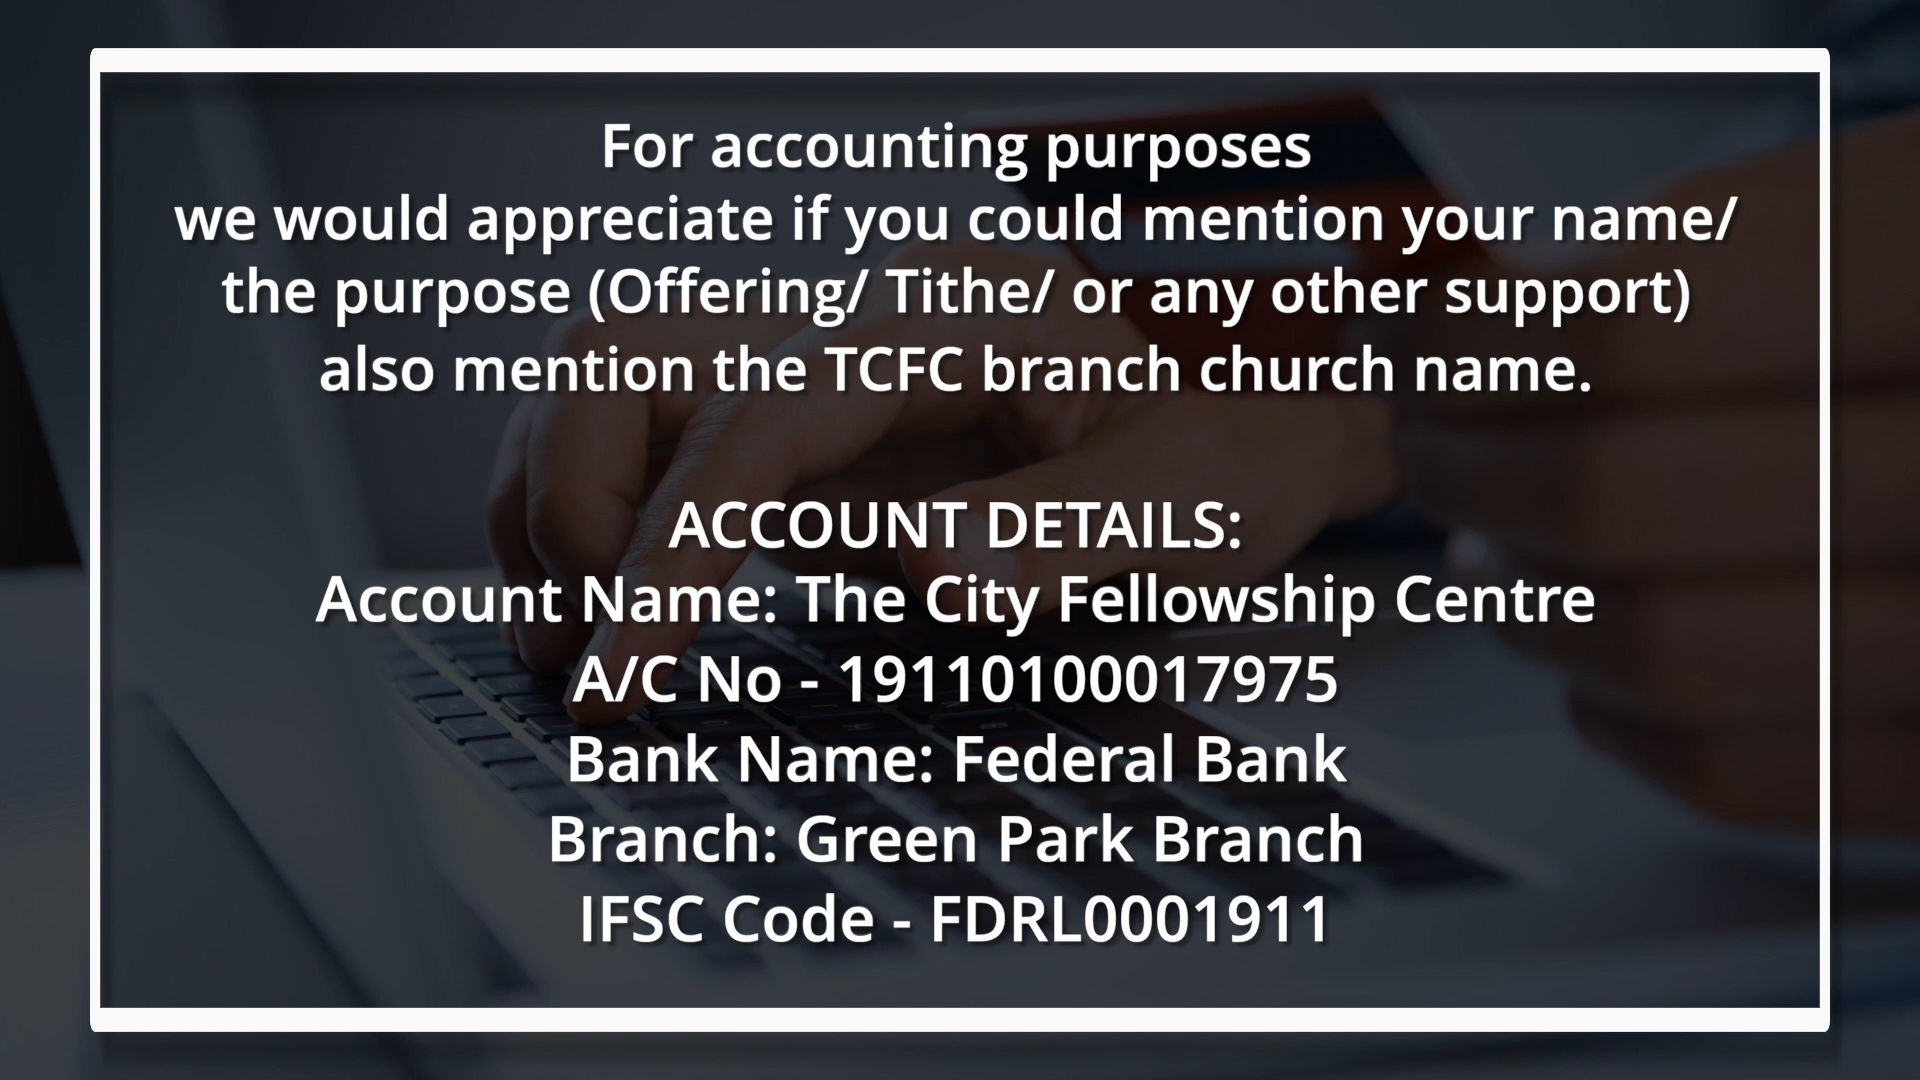 For accounting purposes
we would appreciate if you could mention your name/
the purpose (Offering/ Tithe/ or any other support)
also mention the TCFC branch church name.
ACCOUNT DETAILS:
Account Name: The City Fellowship Centre
A/C No - 19110100017975
Bank Name: Federal Bank
Branch: Green Park Branch
IFSC Code - FDRL0001911